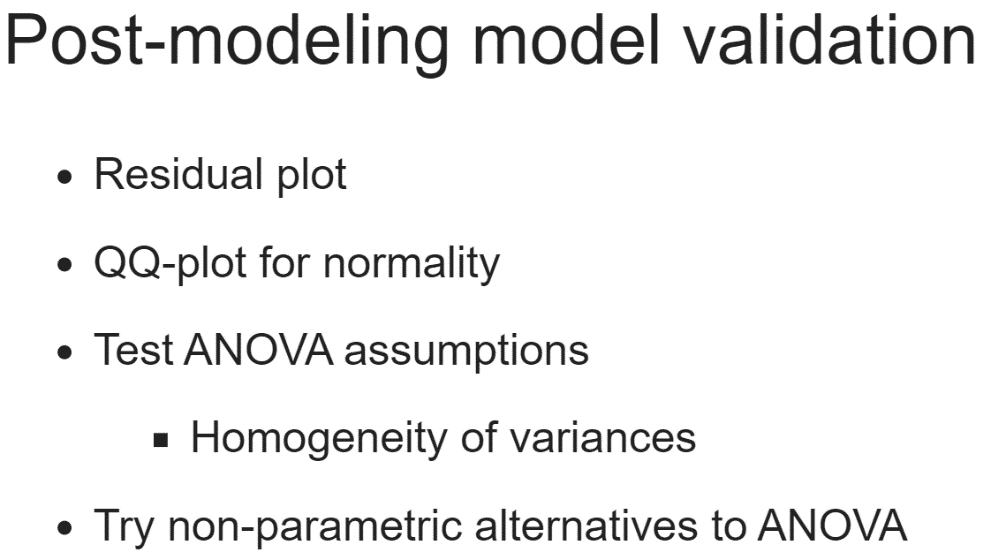 Post-modeling model validation
• Residual plot
• QQ-plot for normality
• Test ANOVA assumptions
▪ Homogeneity of variances
• Try non-parametric alternatives to ANOVA